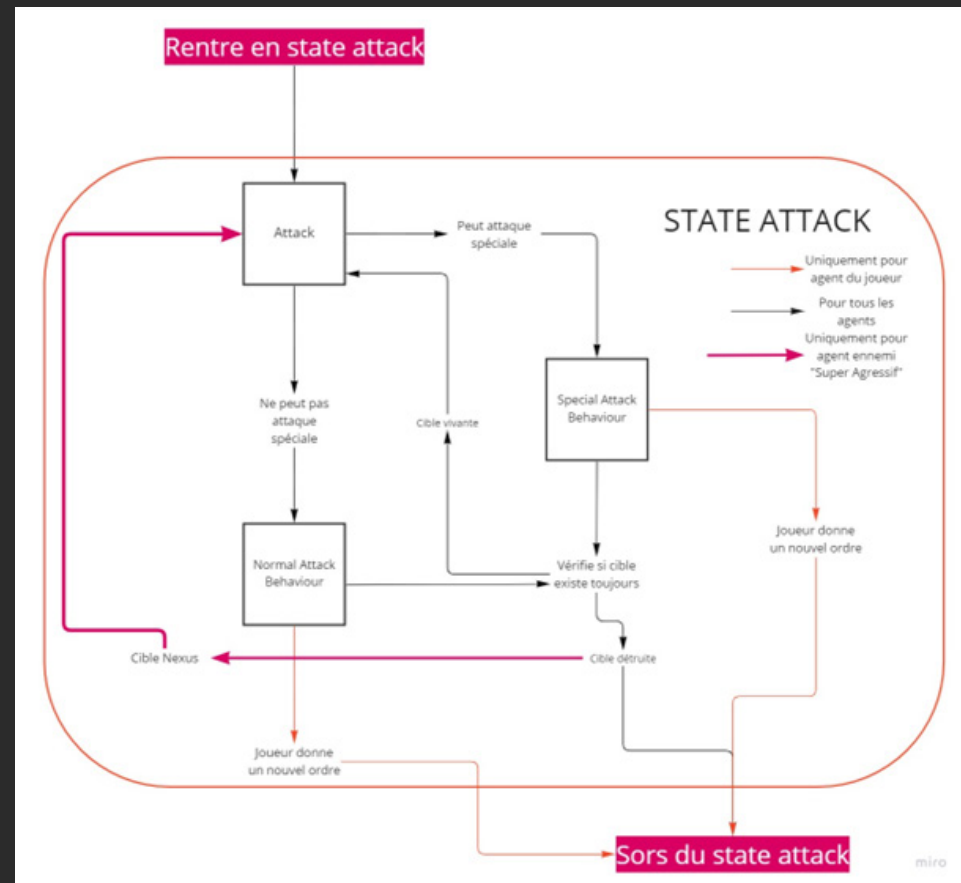 Rentre en state attack
STATE ATTACK
Attack
Peut attaque
spéciale
Uniquement pour
agent du joueur
Pour tous les
agents
Uniquement pour
agent ennemi
"Super Agressif"
Ne peut pas
attaque
spéciale
Cible vivante
Special Attack
Behaviour
Joueur donne
un nouvel ordre
Normal Attack
Behaviour
Vérifie si cible
existe toujours
Cible Nexus
Cible détruite
Joueur donne
un nouvel ordre
Sors du state attack
miro